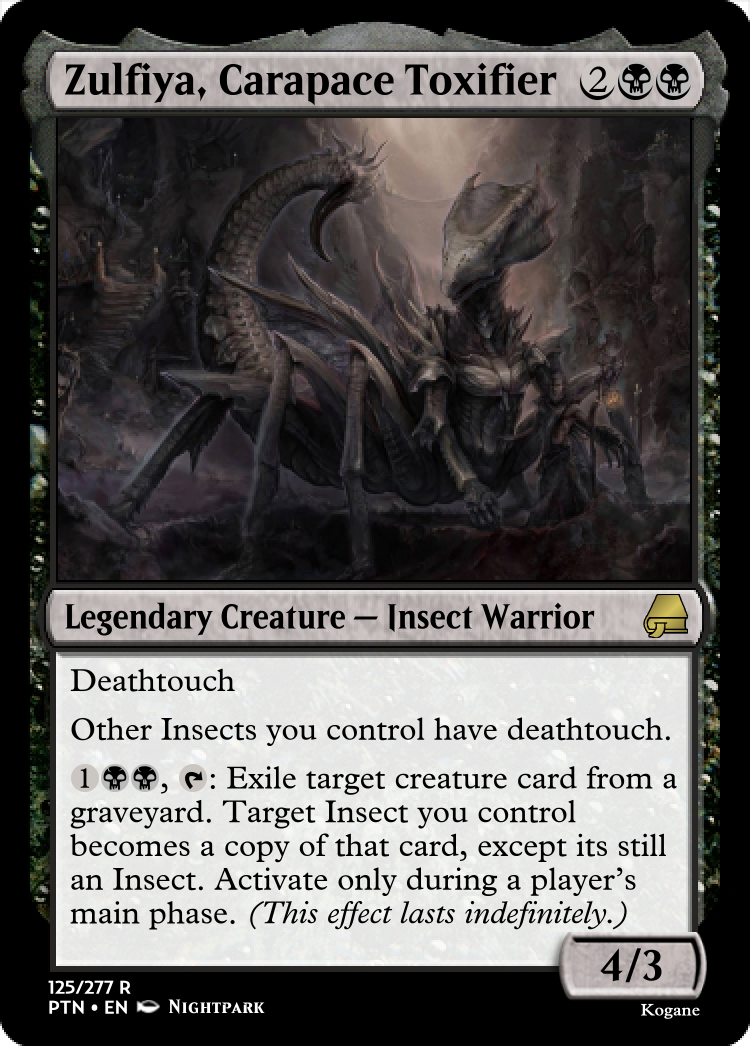 Zulfiya, Carapace Toxifier 2
Legendary Creature — Insect Warrior
Deathtouch
Other Insects you control have deathtouch.
1, : Exile target creature card from a
graveyard. Target Insect you control
becomes a copy of that card, except its still
an Insect. Activate only during a player's
main phase. (This effect lasts indefinitely.)
4/3
125/277 R
PTN • EN NIGHTPARK
Kogane